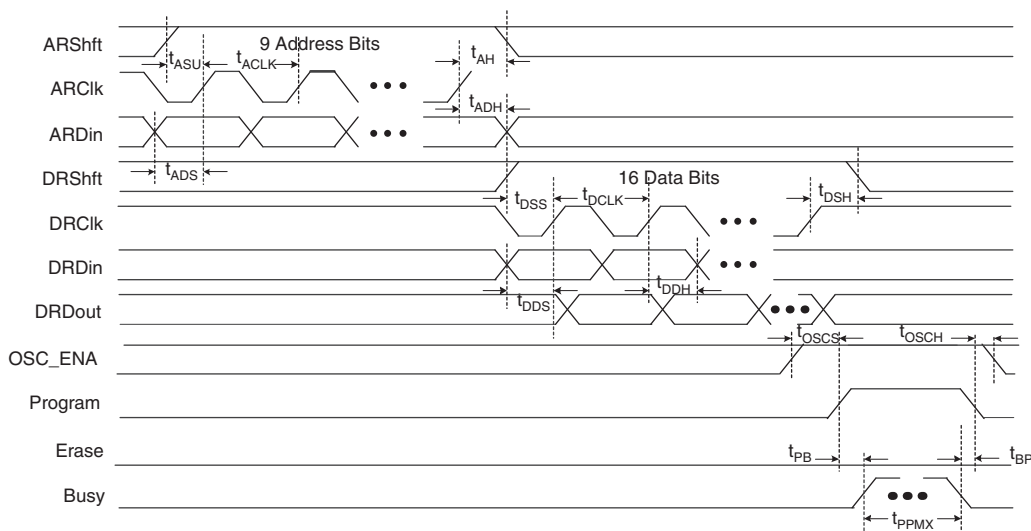 ARShft
9 Address Bits
tASU
tACLK
tAH
ARClk
tADH
ARDin
tADS
DRShft
16 Data Bits
tDSS
tDCLK
tDSH
DRClk
DRDin
tDDS
tDDH
DRDout
tOSCS
tOSCH
OSC_ENA
Program
Erase
tPB
tBP
Busy
tPPMX